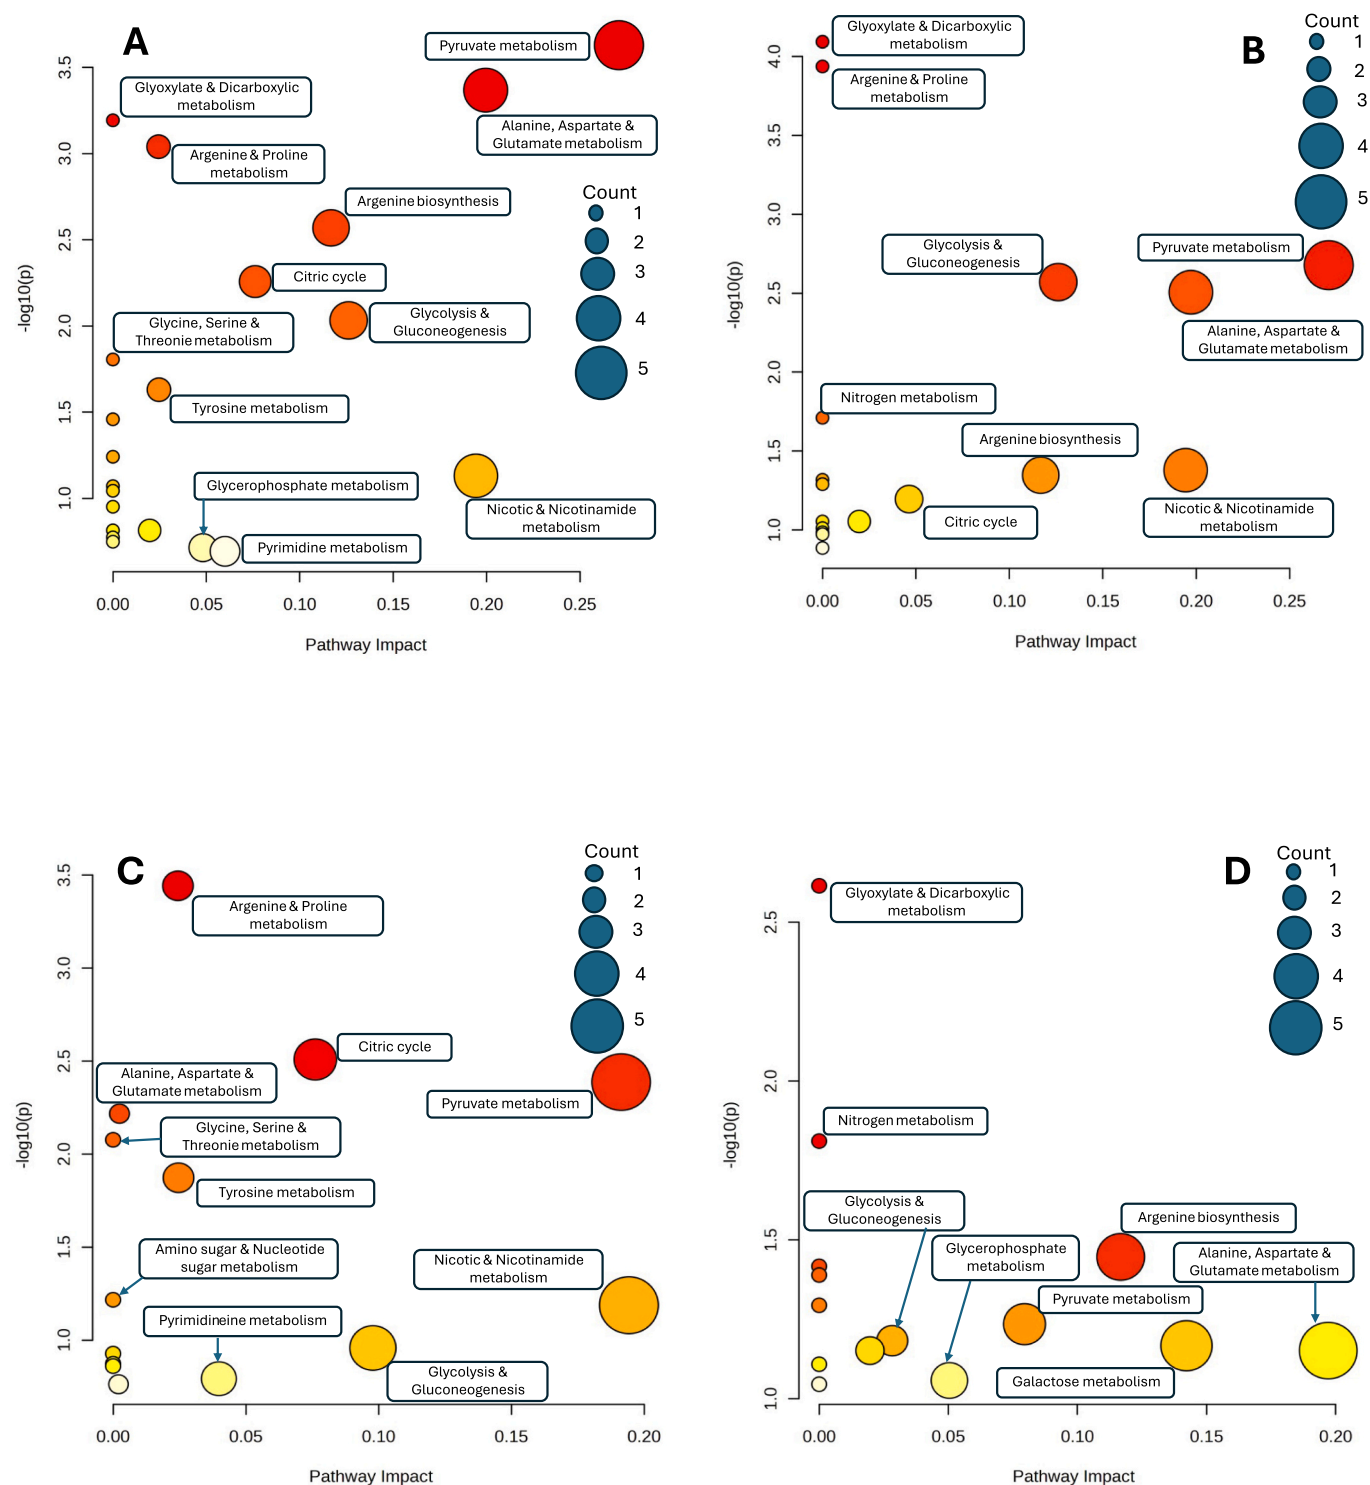 A
Pyruvate metabolism
3.5
Glyoxylate & Dicarboxylic
metabolism
Alanine, Aspartate &
Glutamate metabolism
3.0
Argenine & Proline
metabolism
Count
1
2
3
4
5
Argenine biosynthesis
2.5
Citric cycle
-log10(p)
Glycolysis &
Gluconeogenesis
2.0
Glycine, Serine &
Threonie metabolism
Tyrosine metabolism
1.5
Glycerophosphate metabolism
1.0
Nicotic & Nicotinamide
metabolism
Pyrimidine metabolism
0.00 0.05 0.10 0.15 0.20 0.25
Pathway Impact
B
Glyoxylate & Dicarboxylic
metabolism
Count
1
2
3
4
5
4.0
Argenine & Proline
metabolism
3.5
3.0
Glycolysis &
Gluconeogenesis
Pyruvate metabolism
-log10(p)
2.5
Alanine, Aspartate &
Glutamate metabolism
2.0
Nitrogen metabolism
Argenine biosynthesis
1.5
Nicotic & Nicotinamide
metabolism
Citric cycle
1.0
0.00 0.05 0.10 0.15 0.20 0.25
Pathway Impact
C
Count
1
2
3
4
5
3.5
Argenine & Proline
metabolism
3.0
Citric cycle
2.5
Alanine, Aspartate &
Glutamate metabolism
Pyruvate metabolism
-log10(p)
Glycine, Serine &
Threonie metabolism
2.0
Tyrosine metabolism
1.5
Amino sugar & Nucleotide
sugar metabolism
Nicotic & Nicotinamide
metabolism
Pyrimidineine metabolism
1.0
Glycolysis &
Gluconeogenesis
0.00 0.05 0.10 0.15 0.20
Pathway Impact
D
Count
1
2
3
4
5
Glyoxylate & Dicarboxylic
metabolism
2.5
2.0
Nitrogen metabolism
-log10(p)
Glycolysis &
Gluconeogenesis
Argenine biosynthesis
1.5
Glycerophosphate
metabolism
Alanine, Aspartate &
Glutamate metabolism
Pyruvate metabolism
Galactose metabolism
1.0
0.00 0.05 0.10 0.15 0.20
Pathway Impact